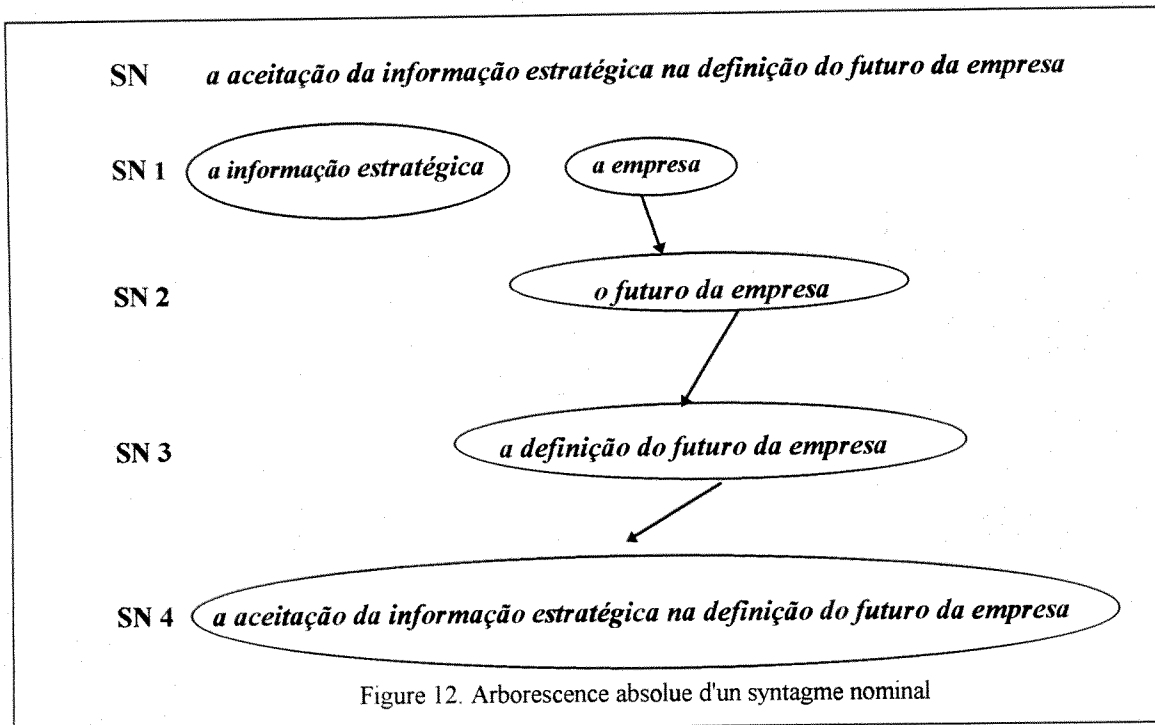 SN a aceitação da informação estratégica na definição do futuro da empresa
SN 1 a informação estratégica a empresa
SN 2 o futuro da empresa
SN 3 a definição do futuro da empresa
SN 4 a aceitação da informação estratégica na definição do futuro da empresa
Figure 12. Arborescence absolue d'un syntagme nominal